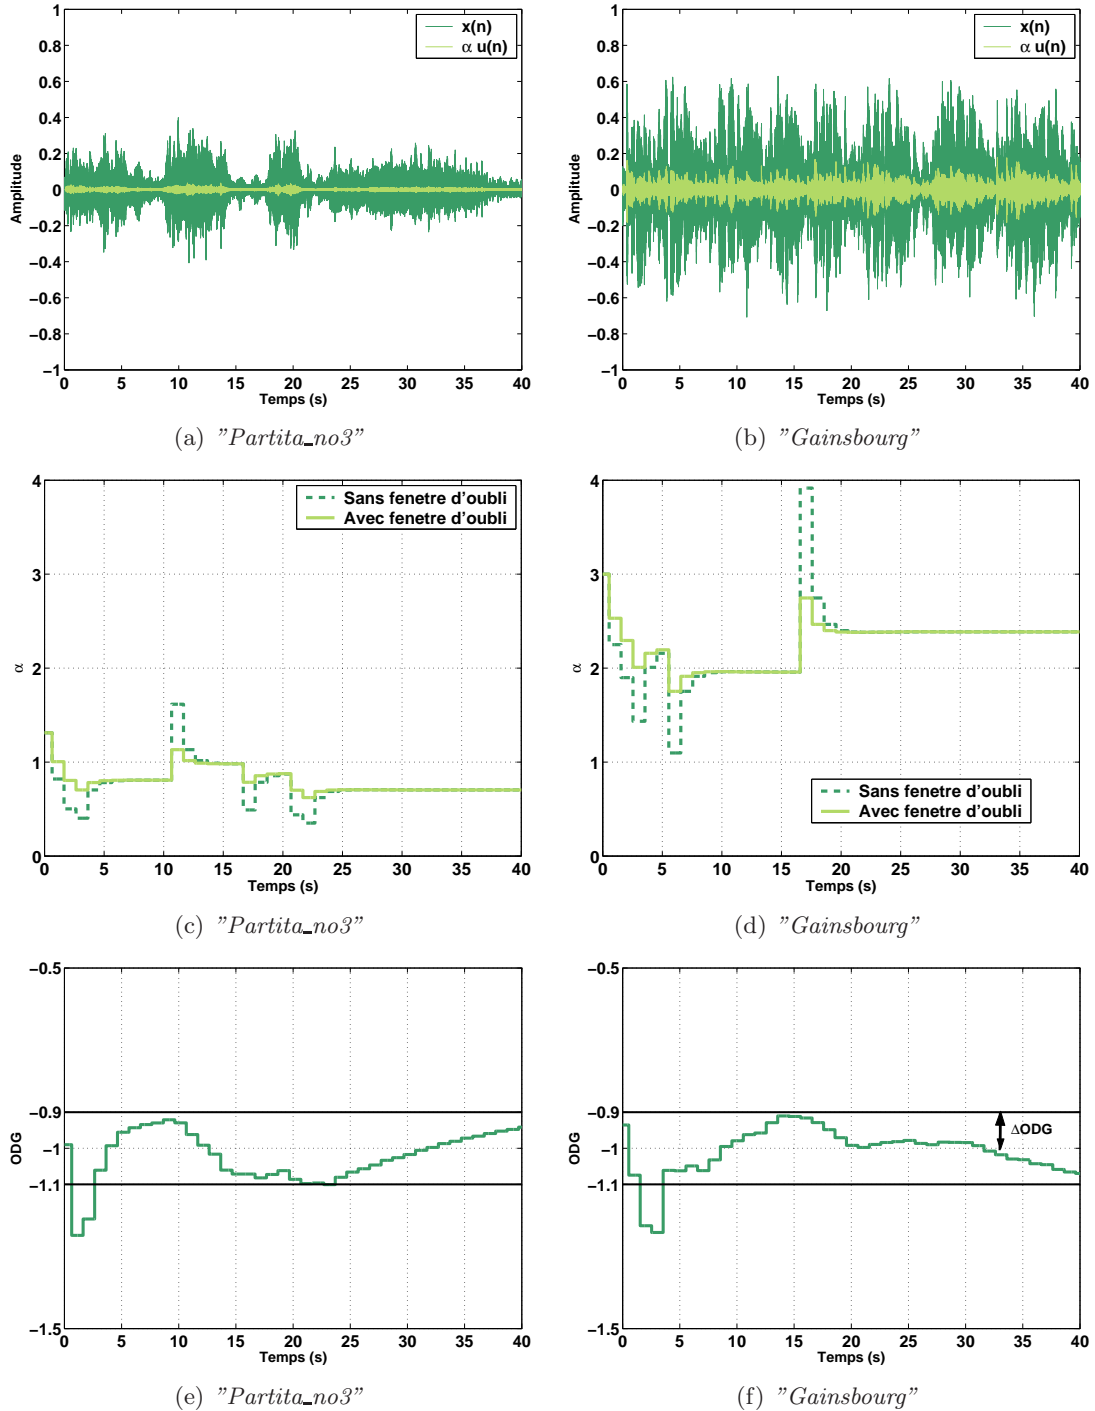 1
0.8
0.6
0.4
0.2
0
−0.2
−0.4
−0.6
−0.8
−1
Amplitude
x(n)
α u(n)
0 5 10 15 20 25 30 35 40
Temps (s)
(a) "Partita_no3"
1
0.8
0.6
0.4
0.2
0
−0.2
−0.4
−0.6
−0.8
−1
Amplitude
x(n)
α u(n)
0 5 10 15 20 25 30 35 40
Temps (s)
(b) "Gainsbourg"
4
3
2
1
0
α
Sans fenetre d'oubli
Avec fenetre d'oubli
0 5 10 15 20 25 30 35 40
Temps (s)
(c) "Partita_no3"
4
3
2
1
0
α
Sans fenetre d'oubli
Avec fenetre d'oubli
0 5 10 15 20 25 30 35 40
Temps (s)
(d) "Gainsbourg"
−0.5
−0.9
−1
−1.1
−1.5
ODG
0 5 10 15 20 25 30 35 40
Temps (s)
(e) "Partita_no3"
−0.5
−0.9
−1
−1.1
−1.5
ODG
ΔODG
0 5 10 15 20 25 30 35 40
Temps (s)
(f) "Gainsbourg"